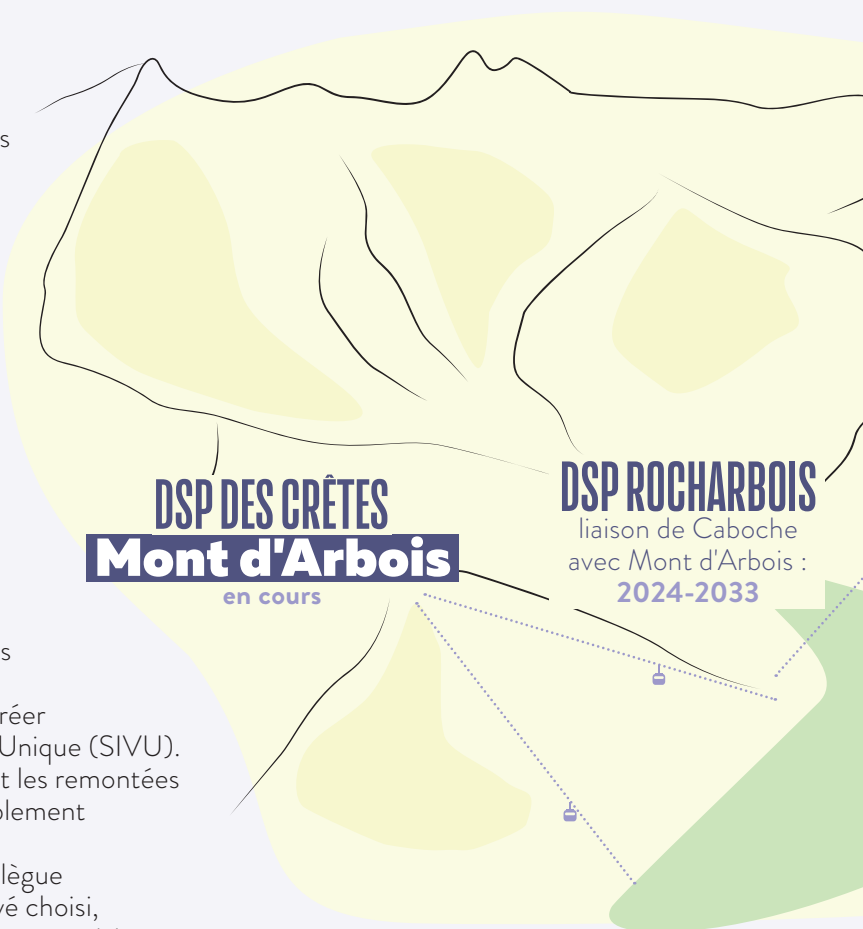 s
DSP DES CRÊTES
Mont d'Arbois
en cours
DSP ROCHARBOIS
liaison de Caboche
avec Mont d'Arbois :
2024-2033
s
réer
Unique (SIVU).
t les remontées
lement
lègue
vé choisi,